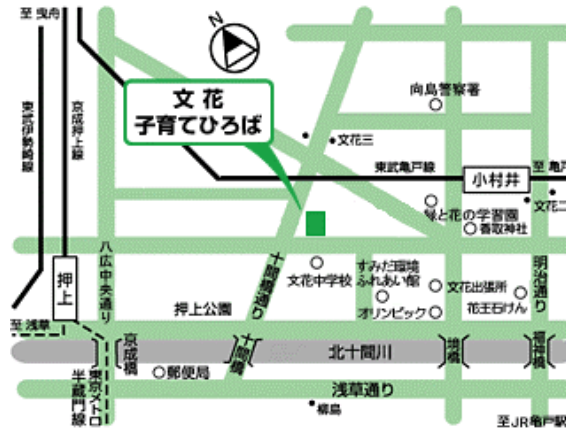 至 曳舟
N
東武伊勢崎線
京成押上線
文花
子育てひろば
向島警察署
文花三
東武亀戸線
小村井
至 亀戸
文花二
緑と花の学習園
香取神社
八広中央通り
十間橋通り
明治通り
押上
文花中学校
すみだ環境
ふれあい館
文花出張所
花王石けん
押上公園
オリンピック
至 浅草
京成橋
十間橋
北十間川
境橋
福神橋
東京メトロ
半蔵門線
郵便局
浅草通り
柳島
至JR亀戸駅